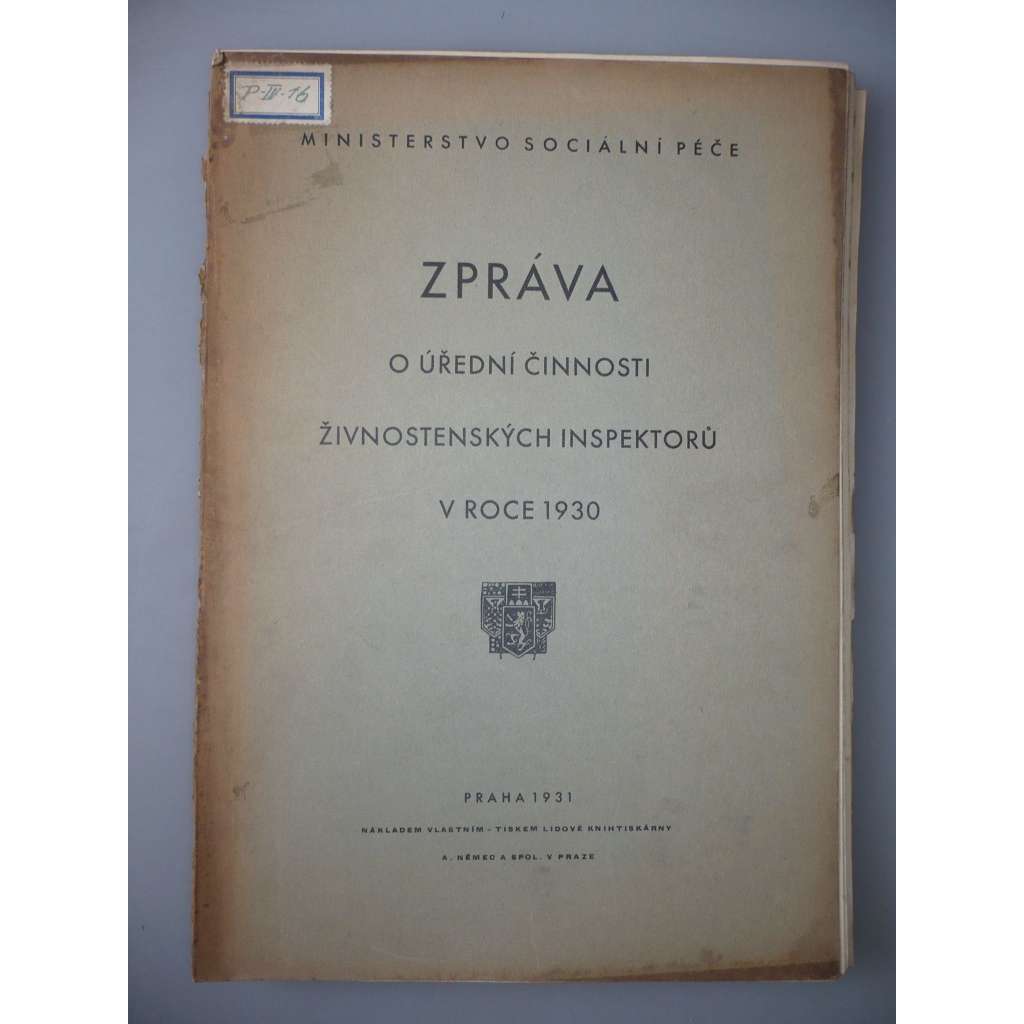 P-IV-16
MINISTERSTVO SOCIÁLNÍ PÉČE
ZPRÁVA
O ÚŘEDNÍ ČINNOSTI
ŽIVNOSTENSKÝCH INSPEKTORŮ
V ROCE 1930
PRAHA 1931
NÁKLADEM VLASTNÍM - TISKEM LIDOVÉ KNIHTISKÁRNY
A. NĚMEC A SPOL. V PRAZE